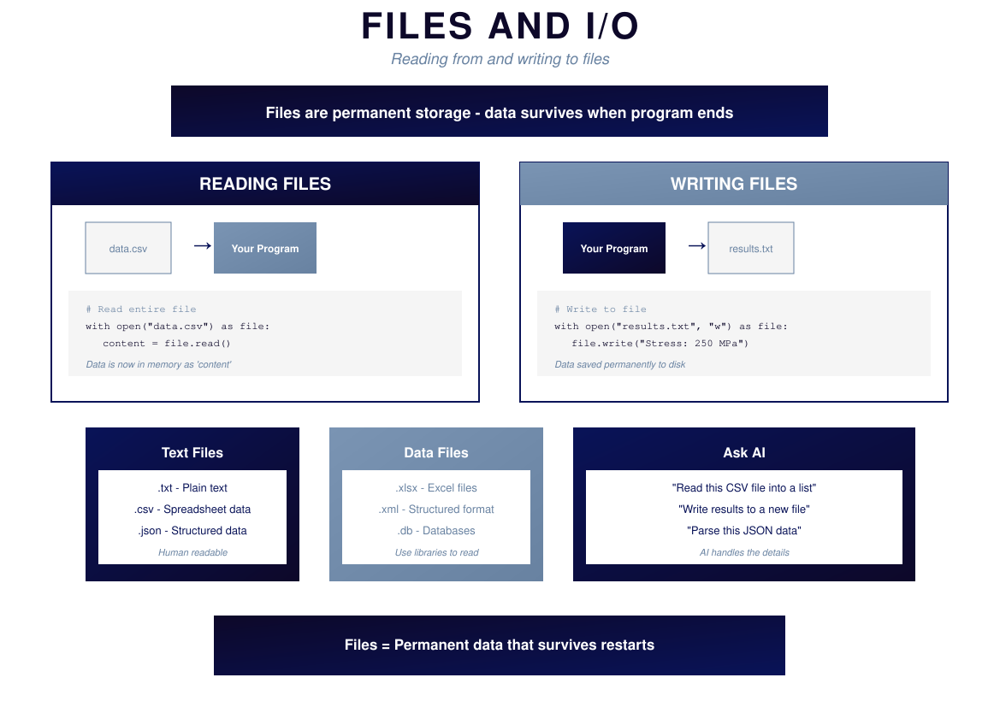 FILES AND I/O
Reading from and writing to files
Files are permanent storage - data survives when program ends
READING FILES
data.csv → Your Program
# Read entire file
with open("data.csv") as file:
content = file.read()
Data is now in memory as 'content'
WRITING FILES
Your Program → results.txt
# Write to file
with open("results.txt", "w") as file:
file.write("Stress: 250 MPa")
Data saved permanently to disk
Text Files
.txt - Plain text
.csv - Spreadsheet data
.json - Structured data
Human readable
Data Files
.xlsx - Excel files
.xml - Structured format
.db - Databases
Use libraries to read
Ask AI
"Read this CSV file into a list"
"Write results to a new file"
"Parse this JSON data"
AI handles the details
Files = Permanent data that survives restarts